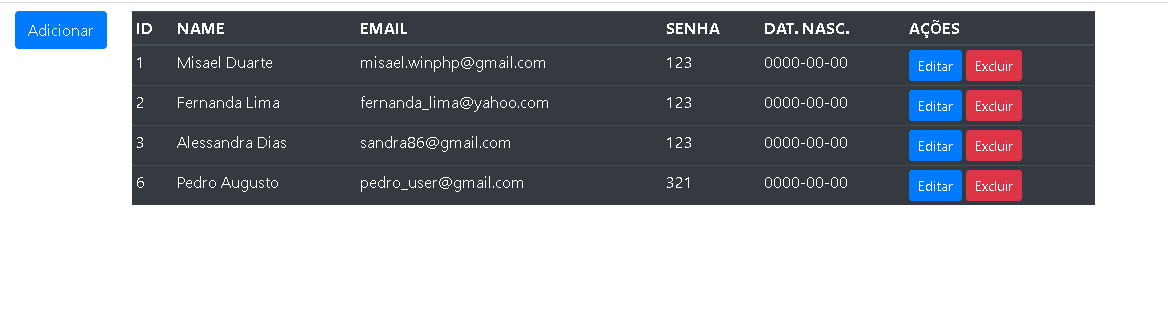 Adicionar
ID NAME EMAIL SENHA DAT. NASC. AÇÕES
1 Misael Duarte misael.winphp@gmail.com 123 0000-00-00 Editar Excluir
2 Fernanda Lima fernanda_lima@yahoo.com 123 0000-00-00 Editar Excluir
3 Alessandra Dias sandra86@gmail.com 123 0000-00-00 Editar Excluir
6 Pedro Augusto pedro_user@gmail.com 321 0000-00-00 Editar Excluir